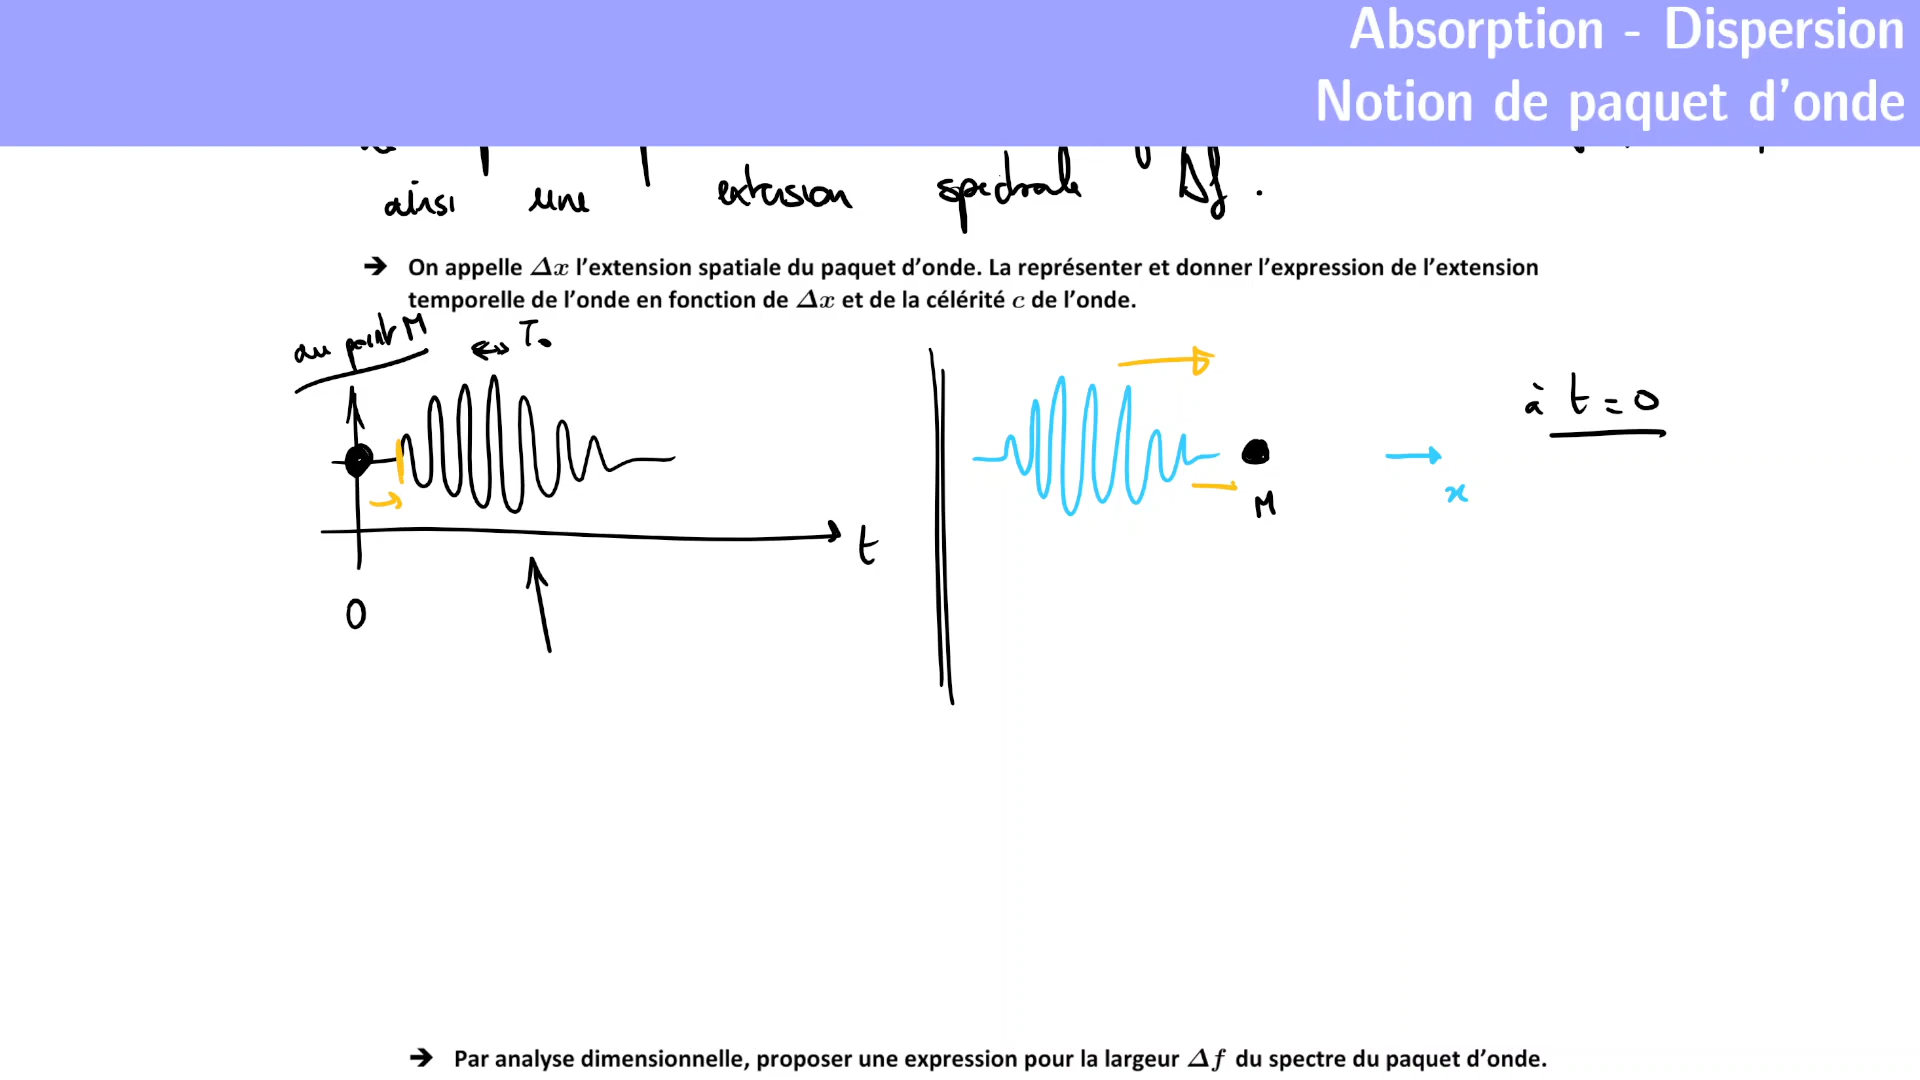 Absorption - Dispersion
Notion de paquet d'onde
ainsi une extension spectrale Δf .
➔ On appelle Δx l'extension spatiale du paquet d'onde. La représenter et donner l'expression de l'extension
temporelle de l'onde en fonction de Δx et de la célérité c de l'onde.
au point M
T₀
à t = 0
M
x
t
0
➔ Par analyse dimensionnelle, proposer une expression pour la largeur Δf du spectre du paquet d'onde.